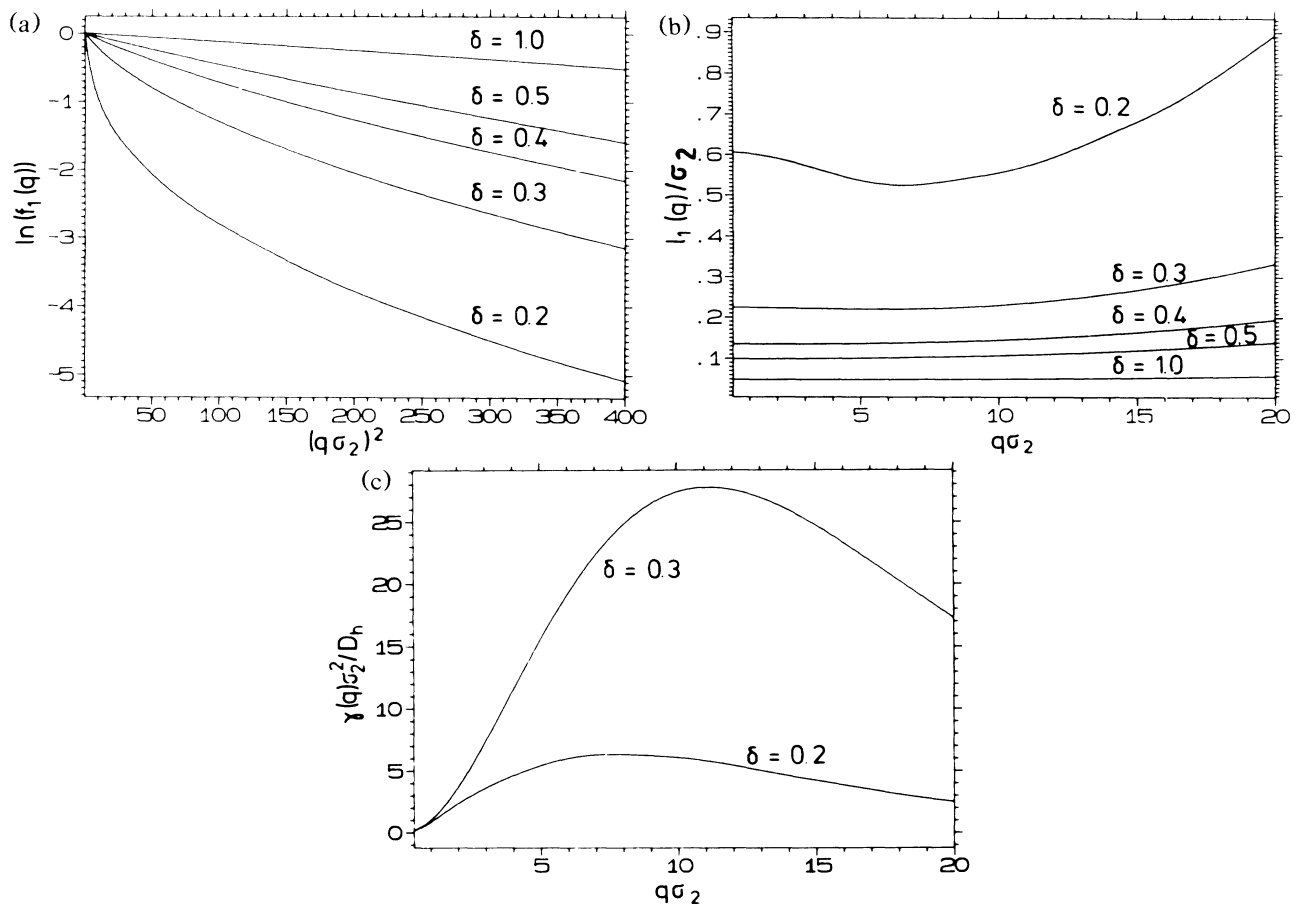 (a)
ln(f₁(q))
0
-1
-2
-3
-4
-5
δ = 1.0
δ = 0.5
δ = 0.4
δ = 0.3
δ = 0.2
50 100 150 200 250 300 350 400
(qσ₂)²
(b)
l₁(q)/σ₂
.9
.8
.7
.6
.5
.4
.3
.2
.1
δ = 0.2
δ = 0.3
δ = 0.4
δ = 0.5
δ = 1.0
5 10 15 20
qσ₂
(c)
γ(q)σ₂²/Dₕ
25
20
15
10
5
0
δ = 0.3
δ = 0.2
5 10 15 20
qσ₂